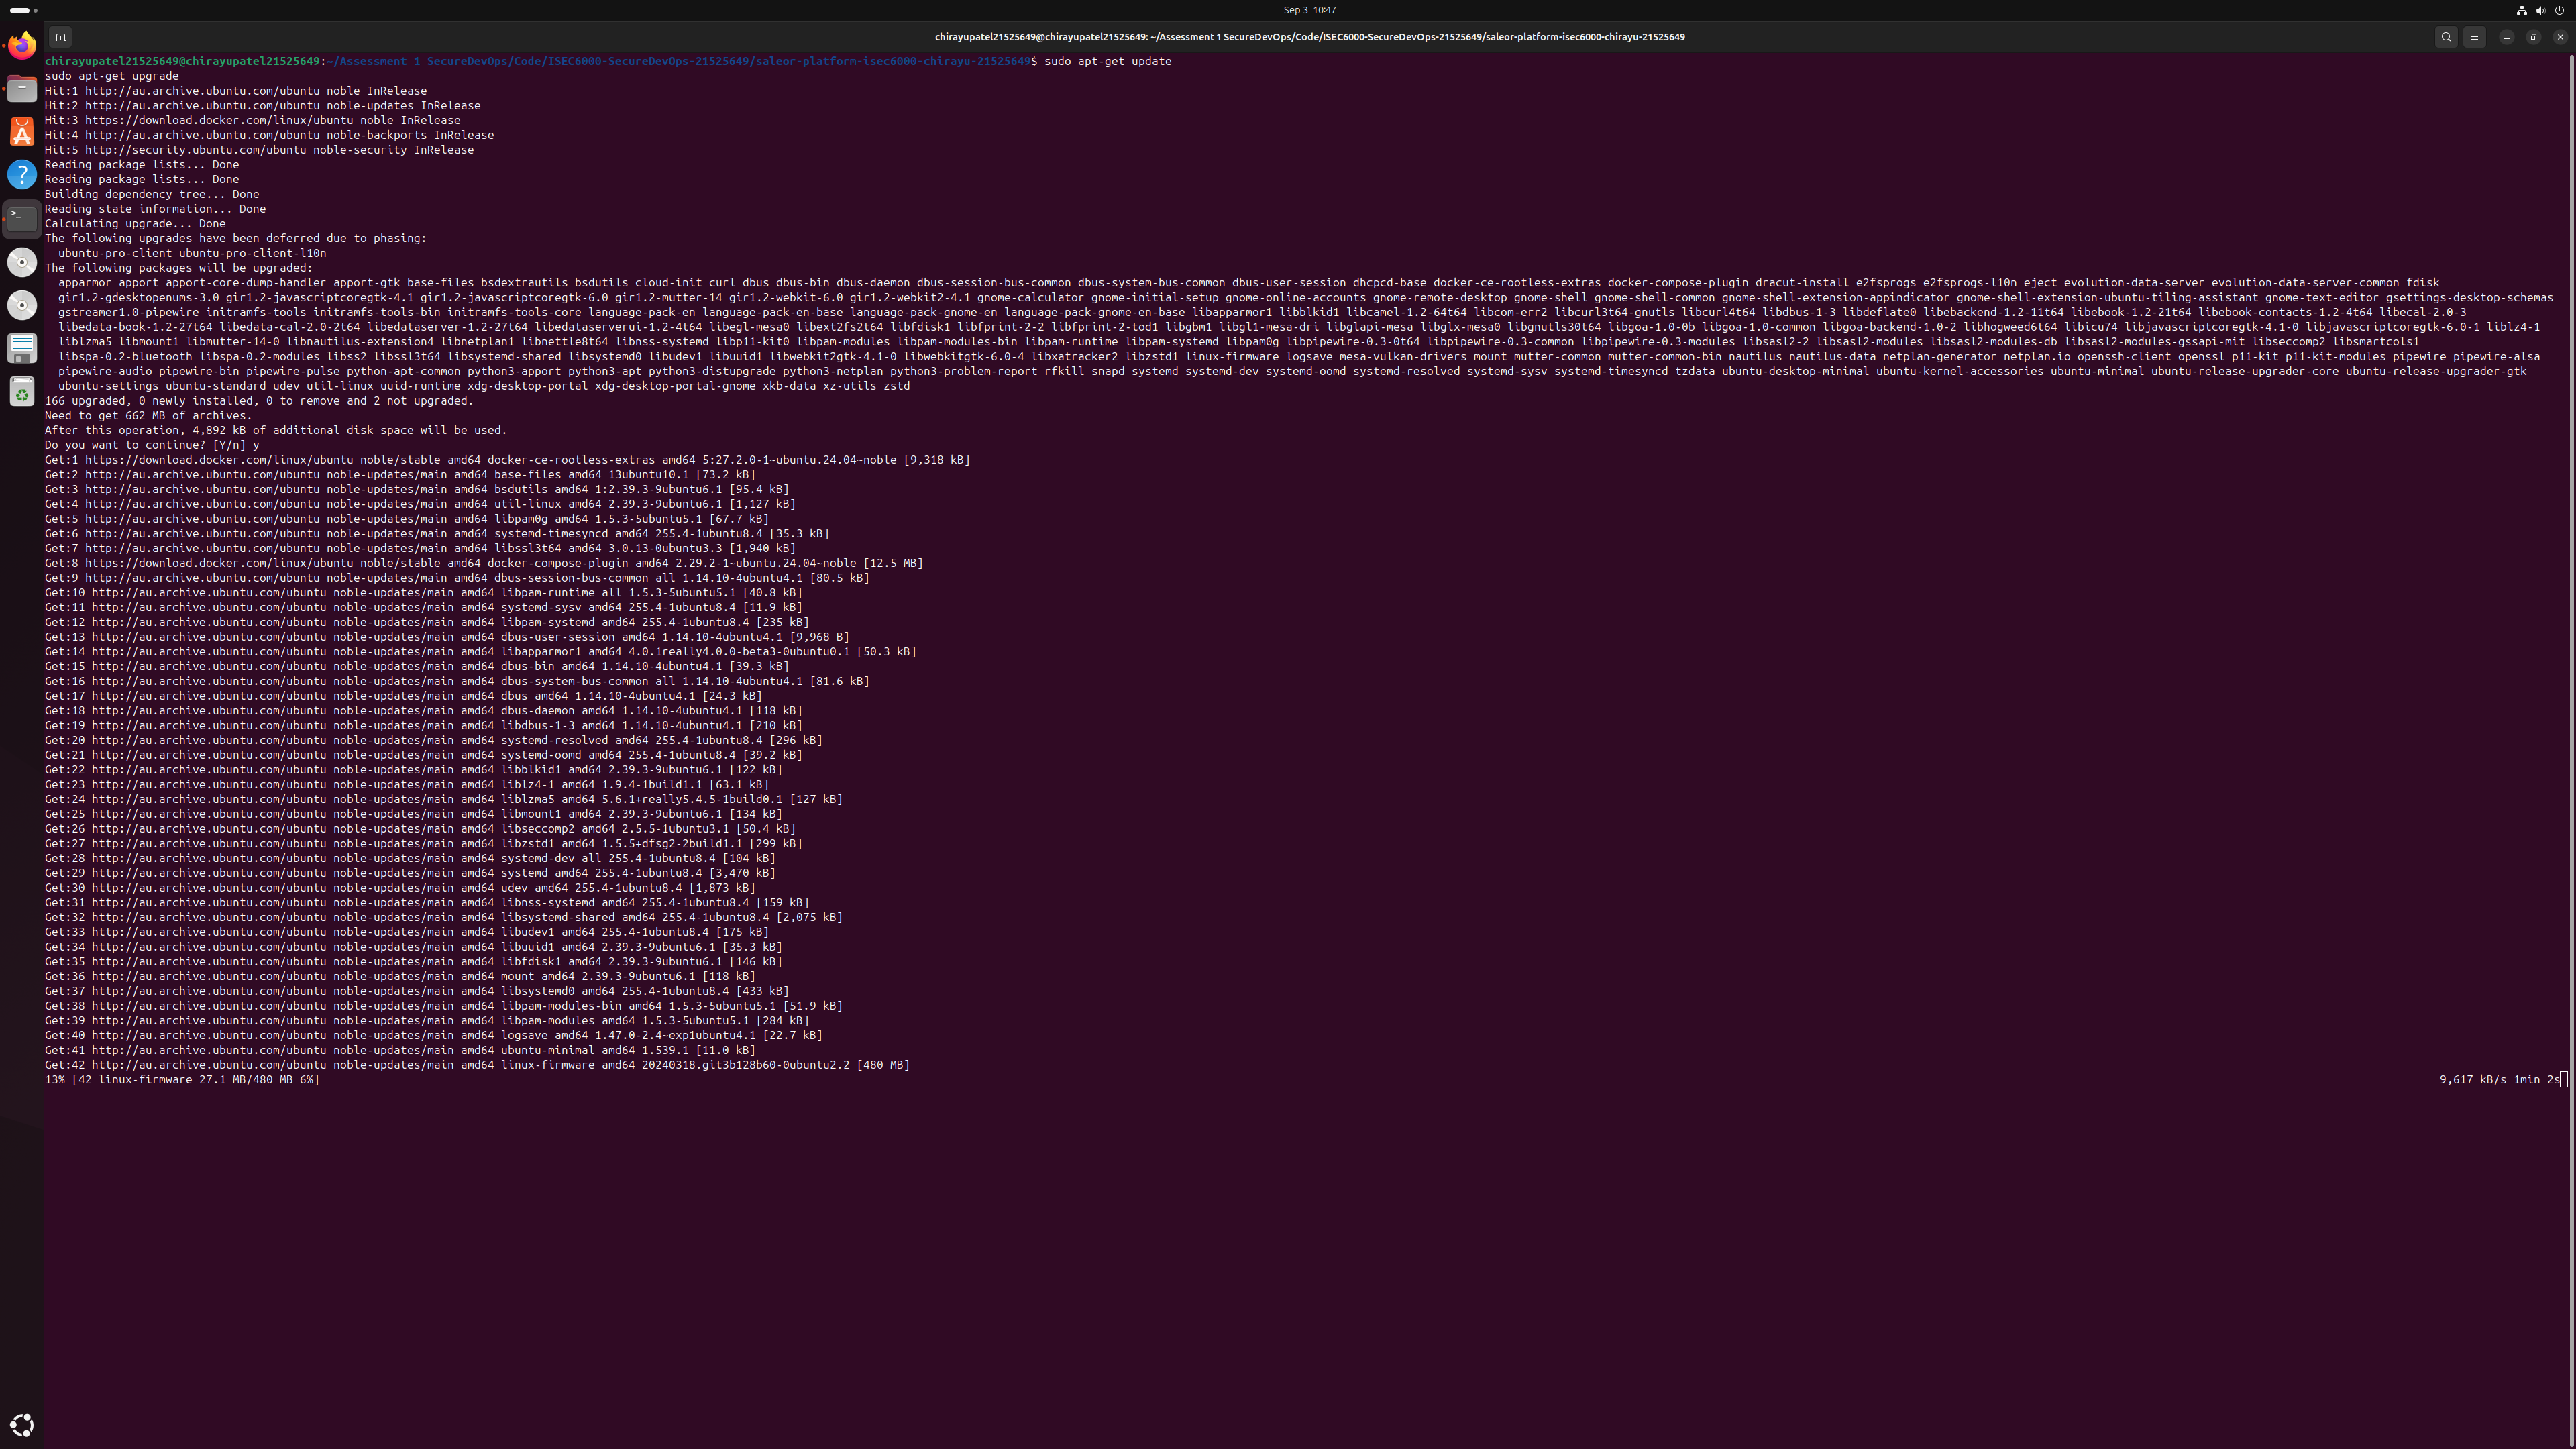 Sep 3 10:47
chirayupatel21525649@chirayupatel21525649: ~/Assessment 1 SecureDevOps/Code/ISEC6000-SecureDevOps-21525649/saleor-platform-isec6000-chirayu-21525649
chirayupatel21525649@chirayupatel21525649:~/Assessment 1 SecureDevOps/Code/ISEC6000-SecureDevOps-21525649/saleor-platform-isec6000-chirayu-21525649$ sudo apt-get update
sudo apt-get upgrade
Hit:1 http://au.archive.ubuntu.com/ubuntu noble InRelease
Hit:2 http://au.archive.ubuntu.com/ubuntu noble-updates InRelease
Hit:3 https://download.docker.com/linux/ubuntu noble InRelease
Hit:4 http://au.archive.ubuntu.com/ubuntu noble-backports InRelease
Hit:5 http://security.ubuntu.com/ubuntu noble-security InRelease
Reading package lists... Done
Reading package lists... Done
Building dependency tree... Done
Reading state information... Done
Calculating upgrade... Done
The following upgrades have been deferred due to phasing:
ubuntu-pro-client ubuntu-pro-client-l10n
The following packages will be upgraded:
apparmor apport apport-core-dump-handler apport-gtk base-files bsdextrautils bsdutils cloud-init curl dbus dbus-bin dbus-daemon dbus-session-bus-common dbus-system-bus-common dbus-user-session dhcpcd-base docker-ce-rootless-extras docker-compose-plugin dracut-install e2fsprogs e2fsprogs-l10n eject evolution-data-server evolution-data-server-common fdisk
gir1.2-gdesktopenums-3.0 gir1.2-javascriptcoregtk-4.1 gir1.2-javascriptcoregtk-6.0 gir1.2-mutter-14 gir1.2-webkit-6.0 gir1.2-webkit2-4.1 gnome-calculator gnome-initial-setup gnome-online-accounts gnome-remote-desktop gnome-shell gnome-shell-common gnome-shell-extension-appindicator gnome-shell-extension-ubuntu-tiling-assistant gnome-text-editor gsettings-desktop-schemas
gstreamer1.0-pipewire initramfs-tools initramfs-tools-bin initramfs-tools-core language-pack-en language-pack-en-base language-pack-gnome-en language-pack-gnome-en-base libapparmor1 libblkid1 libcamel-1.2-64t64 libcom-err2 libcurl3t64-gnutls libcurl4t64 libdbus-1-3 libdeflate0 libebackend-1.2-11t64 libebook-1.2-21t64 libebook-contacts-1.2-4t64 libecal-2.0-3
libedata-book-1.2-27t64 libedata-cal-2.0-2t64 libedataserver-1.2-27t64 libedataserverui-1.2-4t64 libegl-mesa0 libext2fs2t64 libfdisk1 libfprint-2-2 libfprint-2-tod1 libgbm1 libgl1-mesa-dri libglapi-mesa libglx-mesa0 libgnutls30t64 libgoa-1.0-0b libgoa-1.0-common libgoa-backend-1.0-2 libhogweed6t64 libicu74 libjavascriptcoregtk-4.1-0 libjavascriptcoregtk-6.0-1 liblz4-1
liblzma5 libmount1 libmutter-14-0 libnautilus-extension4 libnetplan1 libnettle8t64 libnss-systemd libp11-kit0 libpam-modules libpam-modules-bin libpam-runtime libpam-systemd libpam0g libpipewire-0.3-0t64 libpipewire-0.3-common libpipewire-0.3-modules libsasl2-2 libsasl2-modules libsasl2-modules-db libsasl2-modules-gssapi-mit libseccomp2 libsmartcols1
libspa-0.2-bluetooth libspa-0.2-modules libss2 libssl3t64 libsystemd-shared libsystemd0 libudev1 libuuid1 libwebkit2gtk-4.1-0 libwebkitgtk-6.0-4 libxatracker2 libzstd1 linux-firmware logsave mesa-vulkan-drivers mount mutter-common mutter-common-bin nautilus nautilus-data netplan-generator netplan.io openssh-client openssl p11-kit p11-kit-modules pipewire pipewire-alsa
pipewire-audio pipewire-bin pipewire-pulse python-apt-common python3-apport python3-apt python3-distupgrade python3-netplan python3-problem-report rfkill snapd systemd systemd-dev systemd-oomd systemd-resolved systemd-sysv systemd-timesyncd tzdata ubuntu-desktop-minimal ubuntu-kernel-accessories ubuntu-minimal ubuntu-release-upgrader-core ubuntu-release-upgrader-gtk
ubuntu-settings ubuntu-standard udev util-linux uuid-runtime xdg-desktop-portal xdg-desktop-portal-gnome xkb-data xz-utils zstd
166 upgraded, 0 newly installed, 0 to remove and 2 not upgraded.
Need to get 662 MB of archives.
After this operation, 4,892 kB of additional disk space will be used.
Do you want to continue? [Y/n] y
Get:1 https://download.docker.com/linux/ubuntu noble/stable amd64 docker-ce-rootless-extras amd64 5:27.2.0-1~ubuntu.24.04~noble [9,318 kB]
Get:2 http://au.archive.ubuntu.com/ubuntu noble-updates/main amd64 base-files amd64 13ubuntu10.1 [73.2 kB]
Get:3 http://au.archive.ubuntu.com/ubuntu noble-updates/main amd64 bsdutils amd64 1:2.39.3-9ubuntu6.1 [95.4 kB]
Get:4 http://au.archive.ubuntu.com/ubuntu noble-updates/main amd64 util-linux amd64 2.39.3-9ubuntu6.1 [1,127 kB]
Get:5 http://au.archive.ubuntu.com/ubuntu noble-updates/main amd64 libpam0g amd64 1.5.3-5ubuntu5.1 [67.7 kB]
Get:6 http://au.archive.ubuntu.com/ubuntu noble-updates/main amd64 systemd-timesyncd amd64 255.4-1ubuntu8.4 [35.3 kB]
Get:7 http://au.archive.ubuntu.com/ubuntu noble-updates/main amd64 libssl3t64 amd64 3.0.13-0ubuntu3.3 [1,940 kB]
Get:8 https://download.docker.com/linux/ubuntu noble/stable amd64 docker-compose-plugin amd64 2.29.2-1~ubuntu.24.04~noble [12.5 MB]
Get:9 http://au.archive.ubuntu.com/ubuntu noble-updates/main amd64 dbus-session-bus-common all 1.14.10-4ubuntu4.1 [80.5 kB]
Get:10 http://au.archive.ubuntu.com/ubuntu noble-updates/main amd64 libpam-runtime all 1.5.3-5ubuntu5.1 [40.8 kB]
Get:11 http://au.archive.ubuntu.com/ubuntu noble-updates/main amd64 systemd-sysv amd64 255.4-1ubuntu8.4 [11.9 kB]
Get:12 http://au.archive.ubuntu.com/ubuntu noble-updates/main amd64 libpam-systemd amd64 255.4-1ubuntu8.4 [235 kB]
Get:13 http://au.archive.ubuntu.com/ubuntu noble-updates/main amd64 dbus-user-session amd64 1.14.10-4ubuntu4.1 [9,968 B]
Get:14 http://au.archive.ubuntu.com/ubuntu noble-updates/main amd64 libapparmor1 amd64 4.0.1really4.0.0-beta3-0ubuntu0.1 [50.3 kB]
Get:15 http://au.archive.ubuntu.com/ubuntu noble-updates/main amd64 dbus-bin amd64 1.14.10-4ubuntu4.1 [39.3 kB]
Get:16 http://au.archive.ubuntu.com/ubuntu noble-updates/main amd64 dbus-system-bus-common all 1.14.10-4ubuntu4.1 [81.6 kB]
Get:17 http://au.archive.ubuntu.com/ubuntu noble-updates/main amd64 dbus amd64 1.14.10-4ubuntu4.1 [24.3 kB]
Get:18 http://au.archive.ubuntu.com/ubuntu noble-updates/main amd64 dbus-daemon amd64 1.14.10-4ubuntu4.1 [118 kB]
Get:19 http://au.archive.ubuntu.com/ubuntu noble-updates/main amd64 libdbus-1-3 amd64 1.14.10-4ubuntu4.1 [210 kB]
Get:20 http://au.archive.ubuntu.com/ubuntu noble-updates/main amd64 systemd-resolved amd64 255.4-1ubuntu8.4 [296 kB]
Get:21 http://au.archive.ubuntu.com/ubuntu noble-updates/main amd64 systemd-oomd amd64 255.4-1ubuntu8.4 [39.2 kB]
Get:22 http://au.archive.ubuntu.com/ubuntu noble-updates/main amd64 libblkid1 amd64 2.39.3-9ubuntu6.1 [122 kB]
Get:23 http://au.archive.ubuntu.com/ubuntu noble-updates/main amd64 liblz4-1 amd64 1.9.4-1build1.1 [63.1 kB]
Get:24 http://au.archive.ubuntu.com/ubuntu noble-updates/main amd64 liblzma5 amd64 5.6.1+really5.4.5-1build0.1 [127 kB]
Get:25 http://au.archive.ubuntu.com/ubuntu noble-updates/main amd64 libmount1 amd64 2.39.3-9ubuntu6.1 [134 kB]
Get:26 http://au.archive.ubuntu.com/ubuntu noble-updates/main amd64 libseccomp2 amd64 2.5.5-1ubuntu3.1 [50.4 kB]
Get:27 http://au.archive.ubuntu.com/ubuntu noble-updates/main amd64 libzstd1 amd64 1.5.5+dfsg2-2build1.1 [299 kB]
Get:28 http://au.archive.ubuntu.com/ubuntu noble-updates/main amd64 systemd-dev all 255.4-1ubuntu8.4 [104 kB]
Get:29 http://au.archive.ubuntu.com/ubuntu noble-updates/main amd64 systemd amd64 255.4-1ubuntu8.4 [3,470 kB]
Get:30 http://au.archive.ubuntu.com/ubuntu noble-updates/main amd64 udev amd64 255.4-1ubuntu8.4 [1,873 kB]
Get:31 http://au.archive.ubuntu.com/ubuntu noble-updates/main amd64 libnss-systemd amd64 255.4-1ubuntu8.4 [159 kB]
Get:32 http://au.archive.ubuntu.com/ubuntu noble-updates/main amd64 libsystemd-shared amd64 255.4-1ubuntu8.4 [2,075 kB]
Get:33 http://au.archive.ubuntu.com/ubuntu noble-updates/main amd64 libudev1 amd64 255.4-1ubuntu8.4 [175 kB]
Get:34 http://au.archive.ubuntu.com/ubuntu noble-updates/main amd64 libuuid1 amd64 2.39.3-9ubuntu6.1 [35.3 kB]
Get:35 http://au.archive.ubuntu.com/ubuntu noble-updates/main amd64 libfdisk1 amd64 2.39.3-9ubuntu6.1 [146 kB]
Get:36 http://au.archive.ubuntu.com/ubuntu noble-updates/main amd64 mount amd64 2.39.3-9ubuntu6.1 [118 kB]
Get:37 http://au.archive.ubuntu.com/ubuntu noble-updates/main amd64 libsystemd0 amd64 255.4-1ubuntu8.4 [433 kB]
Get:38 http://au.archive.ubuntu.com/ubuntu noble-updates/main amd64 libpam-modules-bin amd64 1.5.3-5ubuntu5.1 [51.9 kB]
Get:39 http://au.archive.ubuntu.com/ubuntu noble-updates/main amd64 libpam-modules amd64 1.5.3-5ubuntu5.1 [284 kB]
Get:40 http://au.archive.ubuntu.com/ubuntu noble-updates/main amd64 logsave amd64 1.47.0-2.4~exp1ubuntu4.1 [22.7 kB]
Get:41 http://au.archive.ubuntu.com/ubuntu noble-updates/main amd64 ubuntu-minimal amd64 1.539.1 [11.0 kB]
Get:42 http://au.archive.ubuntu.com/ubuntu noble-updates/main amd64 linux-firmware amd64 20240318.git3b128b60-0ubuntu2.2 [480 MB]
13% [42 linux-firmware 27.1 MB/480 MB 6%] 9,617 kB/s 1min 2s